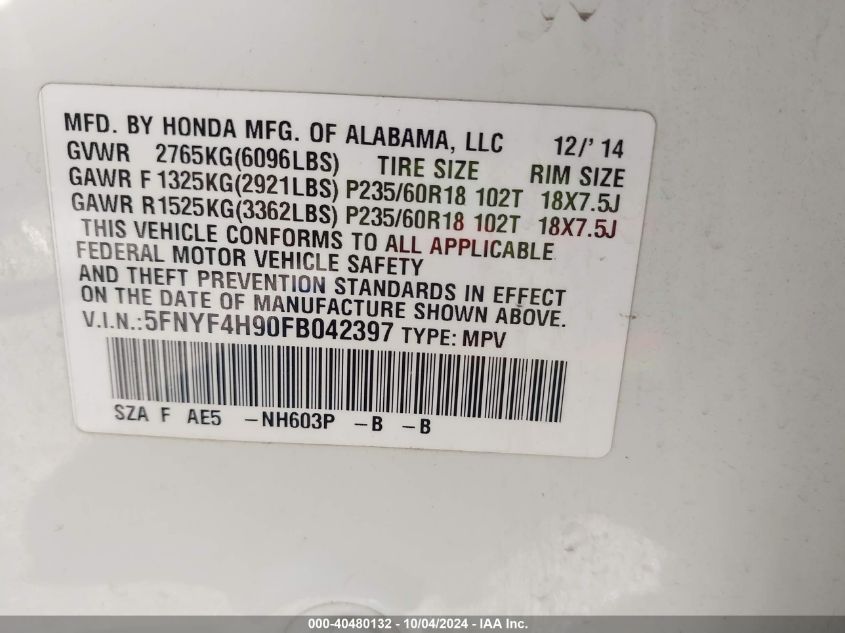 MFD. BY HONDA MFG. OF ALABAMA, LLC 12/' 14
GVWR 2765KG(6096LBS) TIRE SIZE RIM SIZE
GAWR F 1325KG(2921LBS) P235/60R18 102T 18X7.5J
GAWR R1525KG(3362LBS) P235/60R18 102T 18X7.5J
THIS VEHICLE CONFORMS TO ALL APPLICABLE
FEDERAL MOTOR VEHICLE SAFETY
AND THEFT PREVENTION STANDARDS IN EFFECT
ON THE DATE OF MANUFACTURE SHOWN ABOVE.
V.I.N.:5FNYF4H90FB042397 TYPE: MPV
SZA F AE5 -NH603P -B -B
000-40480132 - 10/04/2024 - IAA Inc.